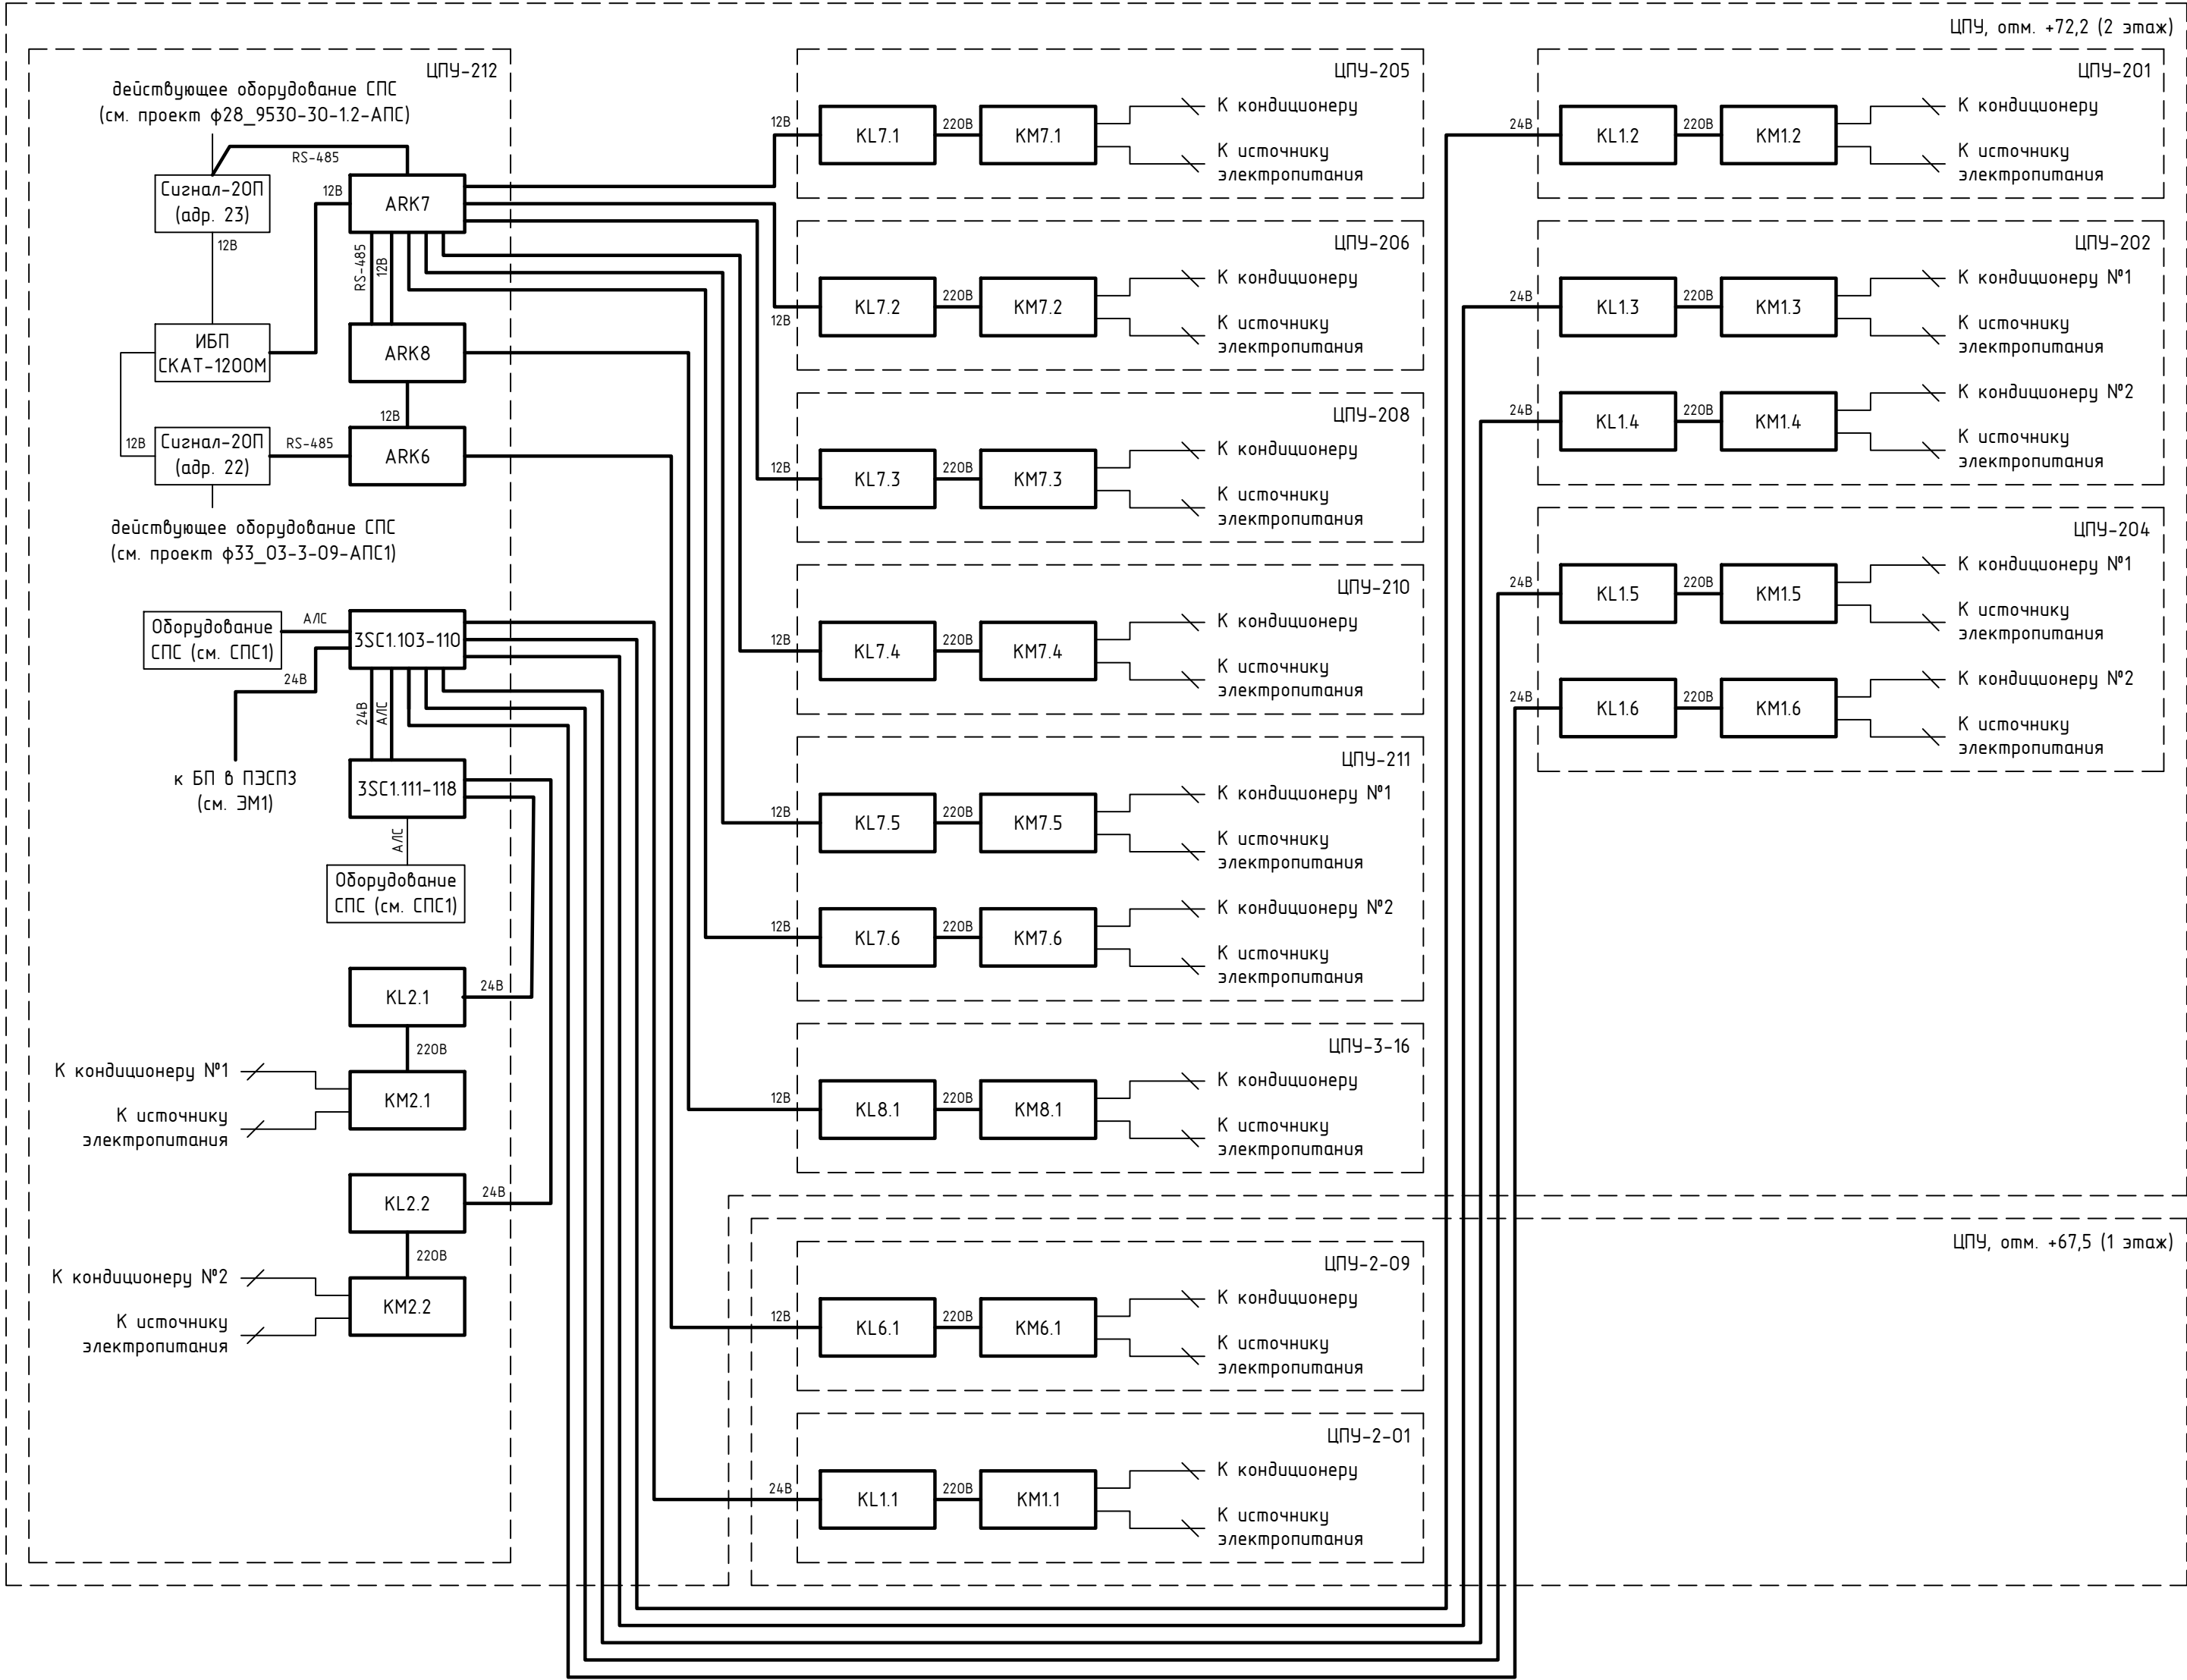 ЦПУ, отм. +72,2 (2 этаж)
ЦПУ-212
действующее оборудование СПС
(см. проект ф28_9530-30-1.2-АПС)
RS-485
Сигнал-20П
(адр. 23)
12В
ARK7
12В
RS-485
12В
ИБП
СКАТ-1200М
ARK8
12В
12В
Сигнал-20П
(адр. 22)
RS-485
ARK6
действующее оборудование СПС
(см. проект ф33_03-3-09-АПС1)
Оборудование
СПС (см. СПС1)
А/ЛС
3SC1.103-110
24В
24В
А/ЛС
к БП в ПЭСПЗ
(см. ЭМ1)
3SC1.111-118
А/ЛС
Оборудование
СПС (см. СПС1)
KL2.1
24В
220В
К кондиционеру №1
KM2.1
К источнику
электропитания
KL2.2
24В
220В
К кондиционеру №2
KM2.2
К источнику
электропитания
ЦПУ-205
12В
KL7.1
220В
KM7.1
К кондиционеру
К источнику
электропитания
ЦПУ-206
12В
KL7.2
220В
KM7.2
К кондиционеру
К источнику
электропитания
ЦПУ-208
12В
KL7.3
220В
KM7.3
К кондиционеру
К источнику
электропитания
ЦПУ-210
12В
KL7.4
220В
KM7.4
К кондиционеру
К источнику
электропитания
ЦПУ-211
12В
KL7.5
220В
KM7.5
К кондиционеру №1
К источнику
электропитания
12В
KL7.6
220В
KM7.6
К кондиционеру №2
К источнику
электропитания
ЦПУ-3-16
12В
KL8.1
220В
KM8.1
К кондиционеру
К источнику
электропитания
ЦПУ-201
24В
KL1.2
220В
KM1.2
К кондиционеру
К источнику
электропитания
ЦПУ-202
24В
KL1.3
220В
KM1.3
К кондиционеру №1
К источнику
электропитания
24В
KL1.4
220В
KM1.4
К кондиционеру №2
К источнику
электропитания
ЦПУ-204
24В
KL1.5
220В
KM1.5
К кондиционеру №1
К источнику
электропитания
24В
KL1.6
220В
KM1.6
К кондиционеру №2
К источнику
электропитания
ЦПУ, отм. +67,5 (1 этаж)
ЦПУ-2-09
12В
KL6.1
220В
KM6.1
К кондиционеру
К источнику
электропитания
ЦПУ-2-01
24В
KL1.1
220В
KM1.1
К кондиционеру
К источнику
электропитания